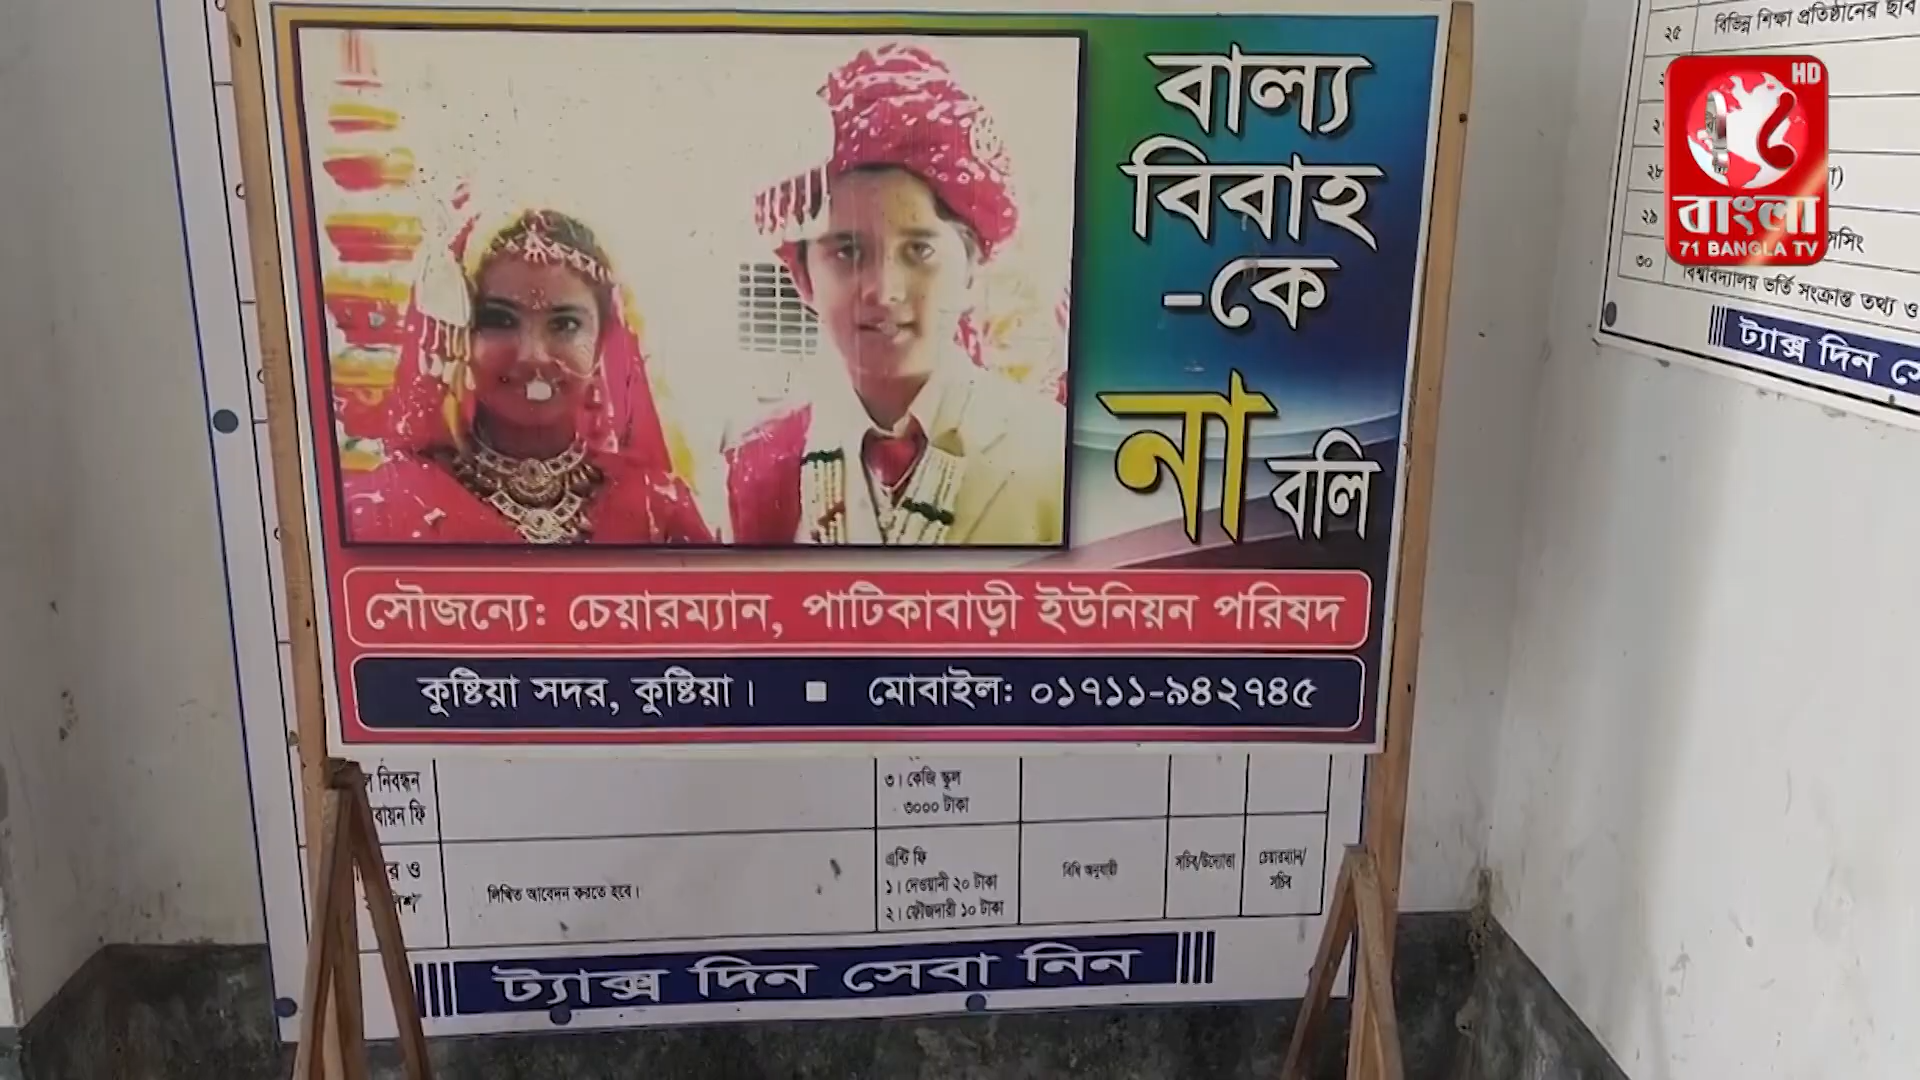 বাল্য
বিবাহ
-কে
না বলি
সৌজন্যে: চেয়ারম্যান, পাটিকাবাড়ী ইউনিয়ন পরিষদ
কুষ্টিয়া সদর, কুষ্টিয়া। ■ মোবাইল: ০১৭১১-৯৪২৭৪৫
নিবন্ধন
ফি
৩। কেজি স্কুল
৩০০০ টাকা
ও
লিখিত আবেদন করতে হবে।
এন্টি ফি
১। দেওয়ানী ২০ টাকা
২। ফৌজদারী ১০ টাকা
বিধি অনুযায়ী
সচিব/উদ্যোক্তা
চেয়ারম্যান/
সচিব
ট্যাক্স দিন সেবা নিন
২৫ বিভিন্ন শিক্ষা প্রতিষ্ঠানের
২৮
২৯
৩০ বিশ্ববিদ্যালয় ভর্তি সংক্রান্ত তথ্য ও
ট্যাক্স দিন
HD
বাংলা
71 BANGLA TV